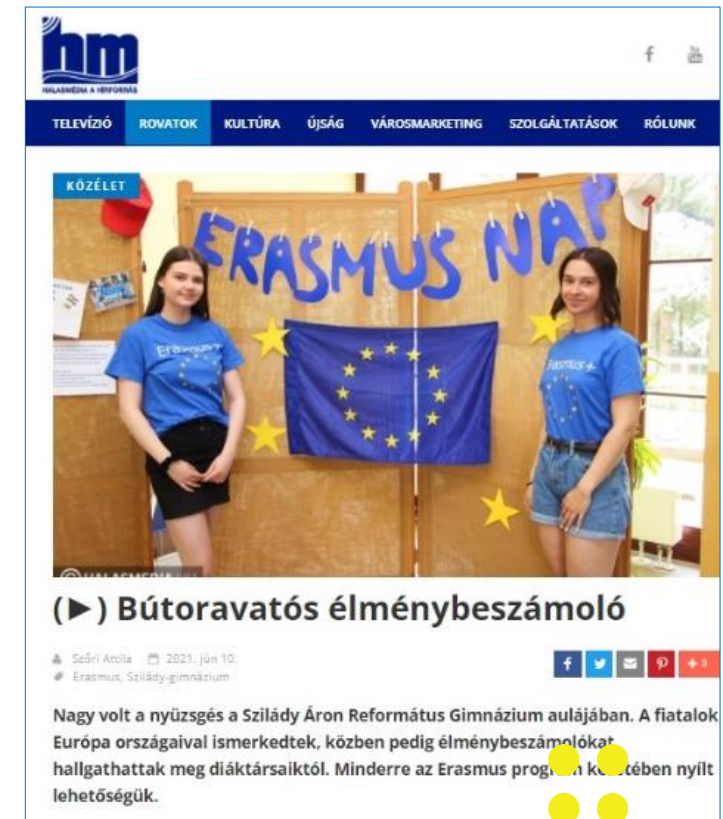 hm
HALASMÉDIA A HÍRFORRÁS
TELEVÍZIÓ ROVATOK KULTÚRA ÚJSÁG VÁROSMARKETING SZOLGÁLTATÁSOK RÓLUNK
KÖZÉLET
ERASMUS NAP
Erasmus+
Erasmus+
(►) Bútoravatós élménybeszámoló
Szőri Attila 2021. jún 10.
Erasmus, Szilády-gimnázium
+ 3
Nagy volt a nyüzsgés a Szilády Áron Református Gimnázium aulájában. A fiatalok
Európa országaival ismerkedtek, közben pedig élménybeszámolókat
hallgathattak meg diáktársaiktól. Minderre az Erasmus nyílt
lehetőségük.